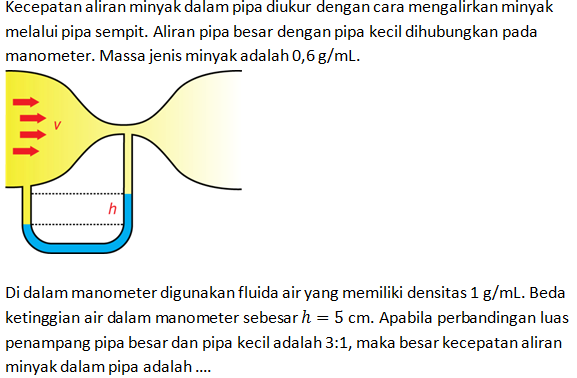 Kecepatan aliran minyak dalam pipa diukur dengan cara mengalirkan minyak
melalui pipa sempit. Aliran pipa besar dengan pipa kecil dihubungkan pada
manometer. Massa jenis minyak adalah 0,6 g/mL.
v
h
Di dalam manometer digunakan fluida air yang memiliki densitas 1 g/mL. Beda
ketinggian air dalam manometer sebesar h = 5 cm. Apabila perbandingan luas
penampang pipa besar dan pipa kecil adalah 3:1, maka besar kecepatan aliran
minyak dalam pipa adalah ....